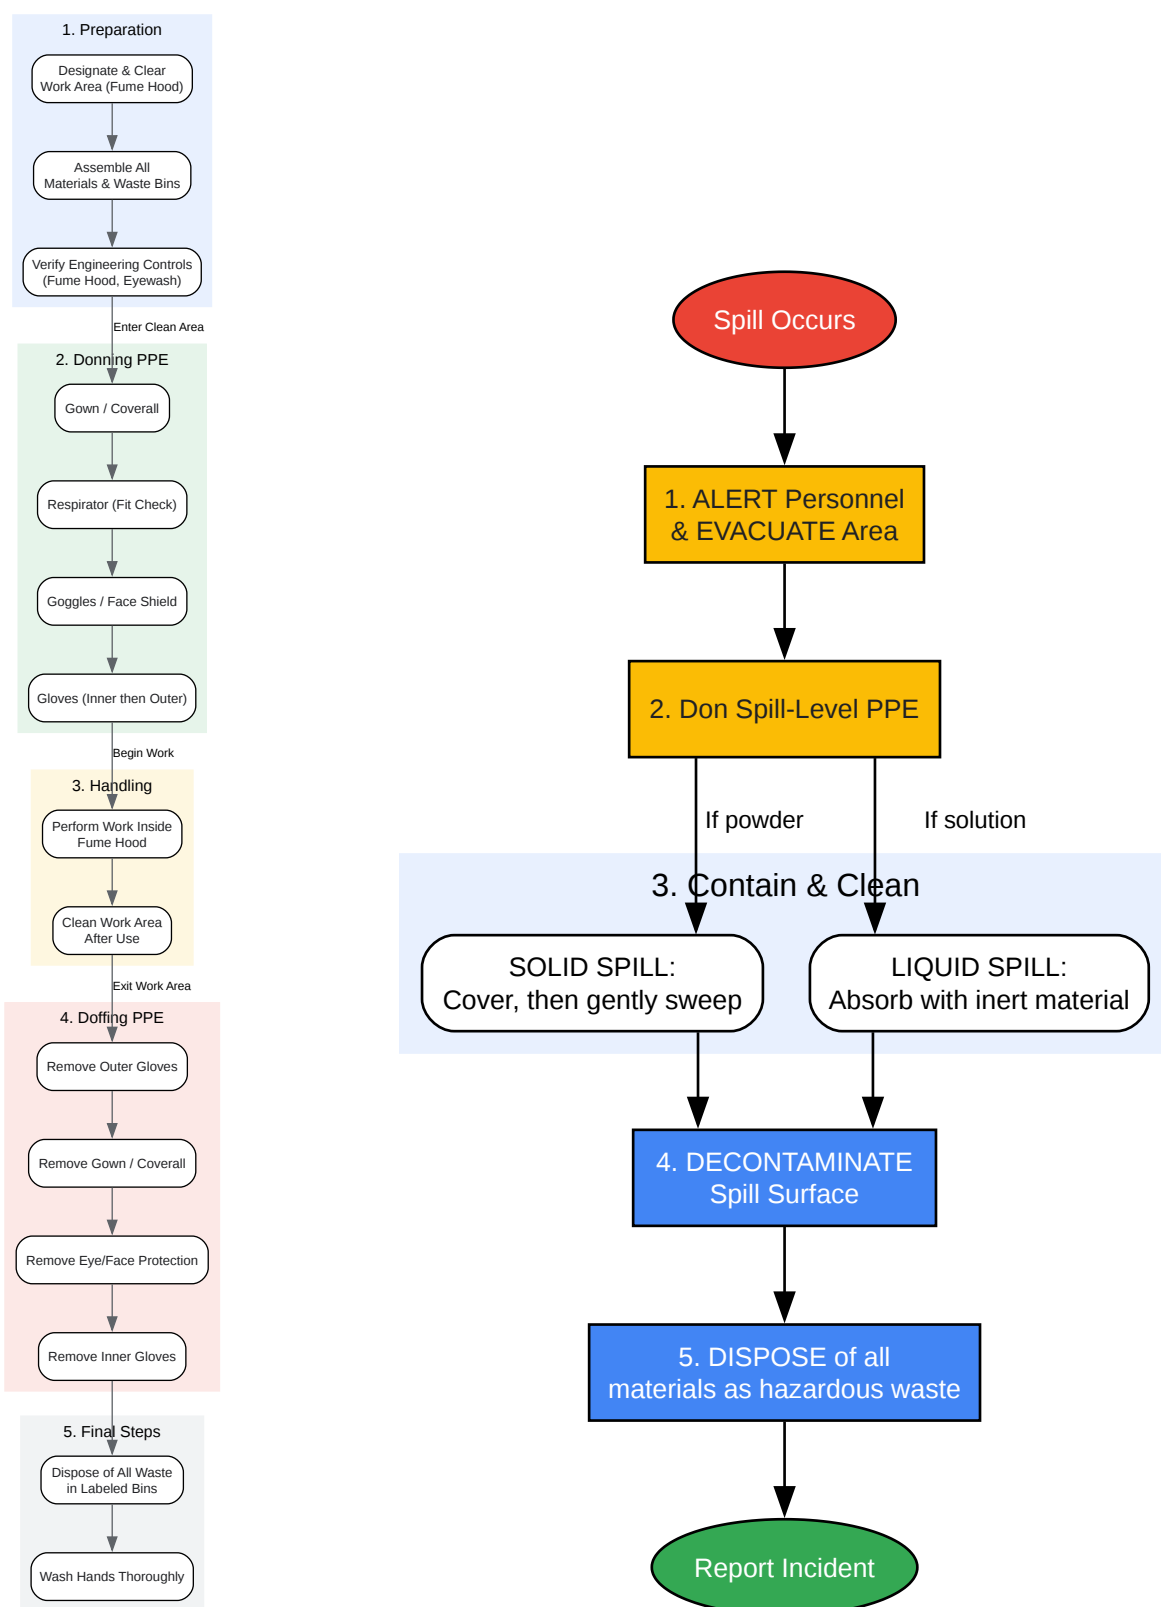 1. Preparation
Designate & Clear
Work Area (Fume Hood)
Assemble All
Materials & Waste Bins
Verify Engineering Controls
(Fume Hood, Eyewash)
Enter Clean Area
2. Donning PPE
Gown / Coverall
Respirator (Fit Check)
Goggles / Face Shield
Gloves (Inner then Outer)
Begin Work
3. Handling
Perform Work Inside
Fume Hood
Clean Work Area
After Use
Exit Work Area
4. Doffing PPE
Remove Outer Gloves
Remove Gown / Coverall
Remove Eye/Face Protection
Remove Inner Gloves
5. Final Steps
Dispose of All Waste
in Labeled Bins
Wash Hands Thoroughly
Spill Occurs
1. ALERT Personnel
& EVACUATE Area
2. Don Spill-Level PPE
If powder
If solution
3. Contain & Clean
SOLID SPILL:
Cover, then gently sweep
LIQUID SPILL:
Absorb with inert material
4. DECONTAMINATE
Spill Surface
5. DISPOSE of all
materials as hazardous waste
Report Incident